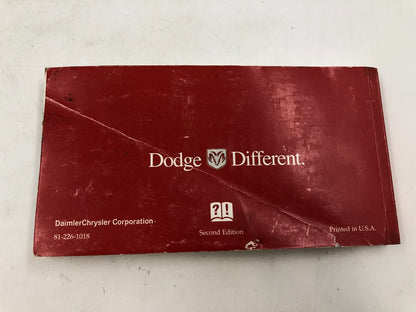 Dodge Different.
DaimlerChrysler Corporation
?!
81-226-1018
Second Edition
Printed in U.S.A.